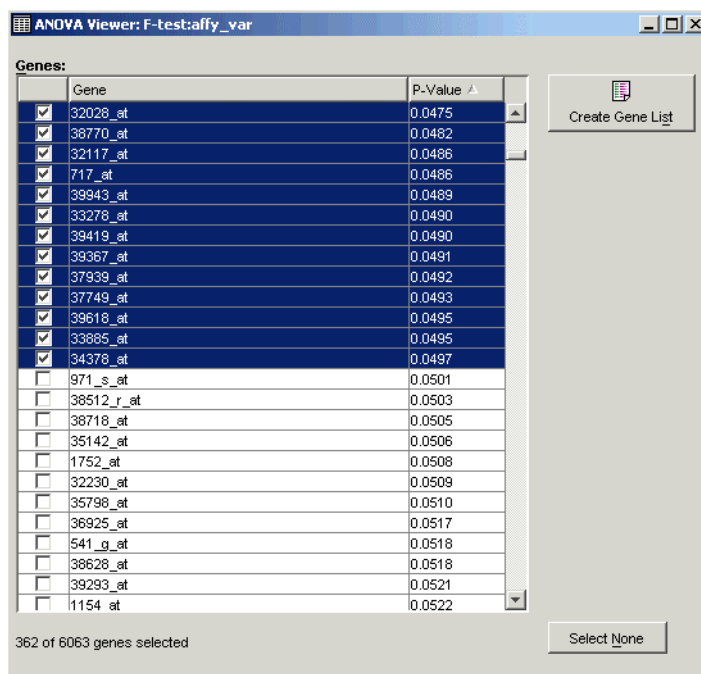 ANOVA Viewer: F-test:affy_var
Genes:
Gene P-Value
32028_at 0.0475
38770_at 0.0482
32117_at 0.0486
717_at 0.0486
39943_at 0.0489
33278_at 0.0490
39419_at 0.0490
39367_at 0.0491
37939_at 0.0492
37749_at 0.0493
39618_at 0.0495
33885_at 0.0495
34378_at 0.0497
971_s_at 0.0501
38512_r_at 0.0503
38718_at 0.0505
35142_at 0.0506
1752_at 0.0508
32230_at 0.0509
35798_at 0.0510
36925_at 0.0517
541_g_at 0.0518
38628_at 0.0518
39293_at 0.0521
1154_at 0.0522
Create Gene List
362 of 6063 genes selected
Select None